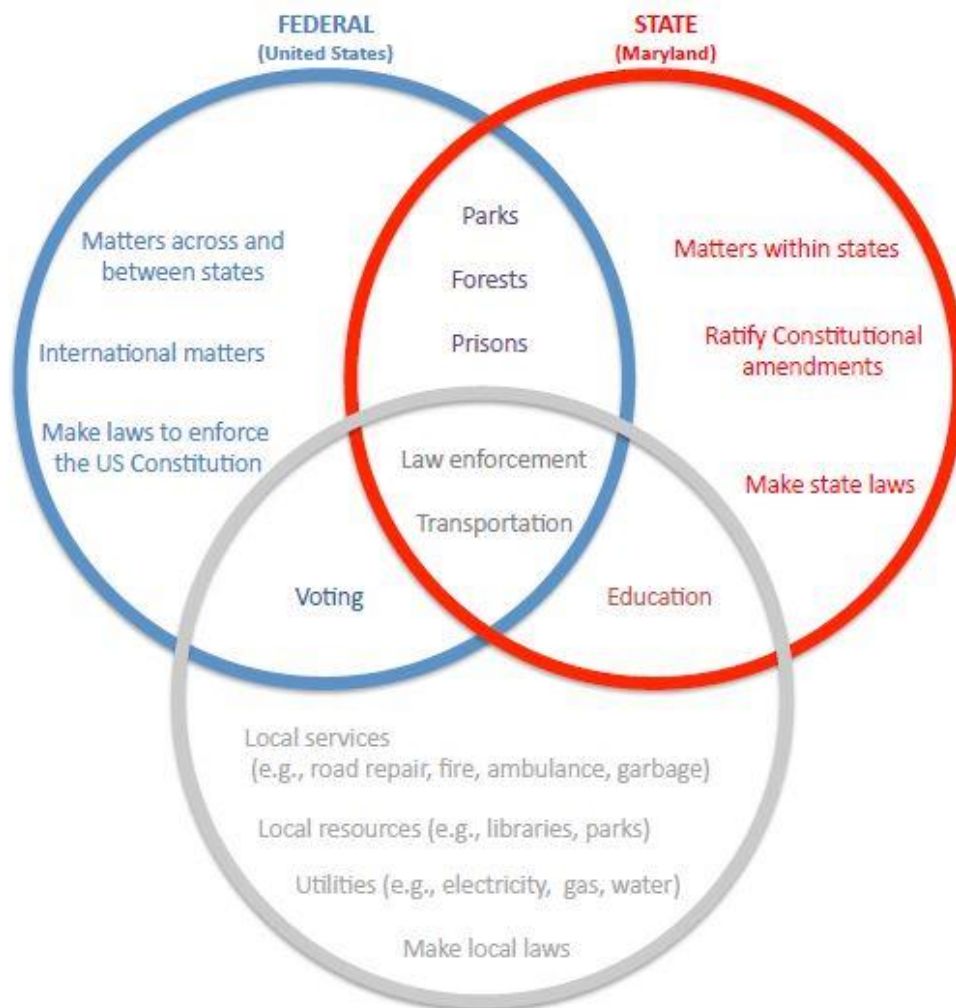 FEDERAL
(United States)
STATE
(Maryland)
Parks
Forests
Prisons
Matters across and
between states
International matters
Make laws to enforce
the US Constitution
Matters within states
Ratify Constitutional
amendments
Make state laws
Law enforcement
Transportation
Voting
Education
Local services
(e.g., road repair, fire, ambulance, garbage)
Local resources (e.g., libraries, parks)
Utilities (e.g., electricity, gas, water)
Make local laws